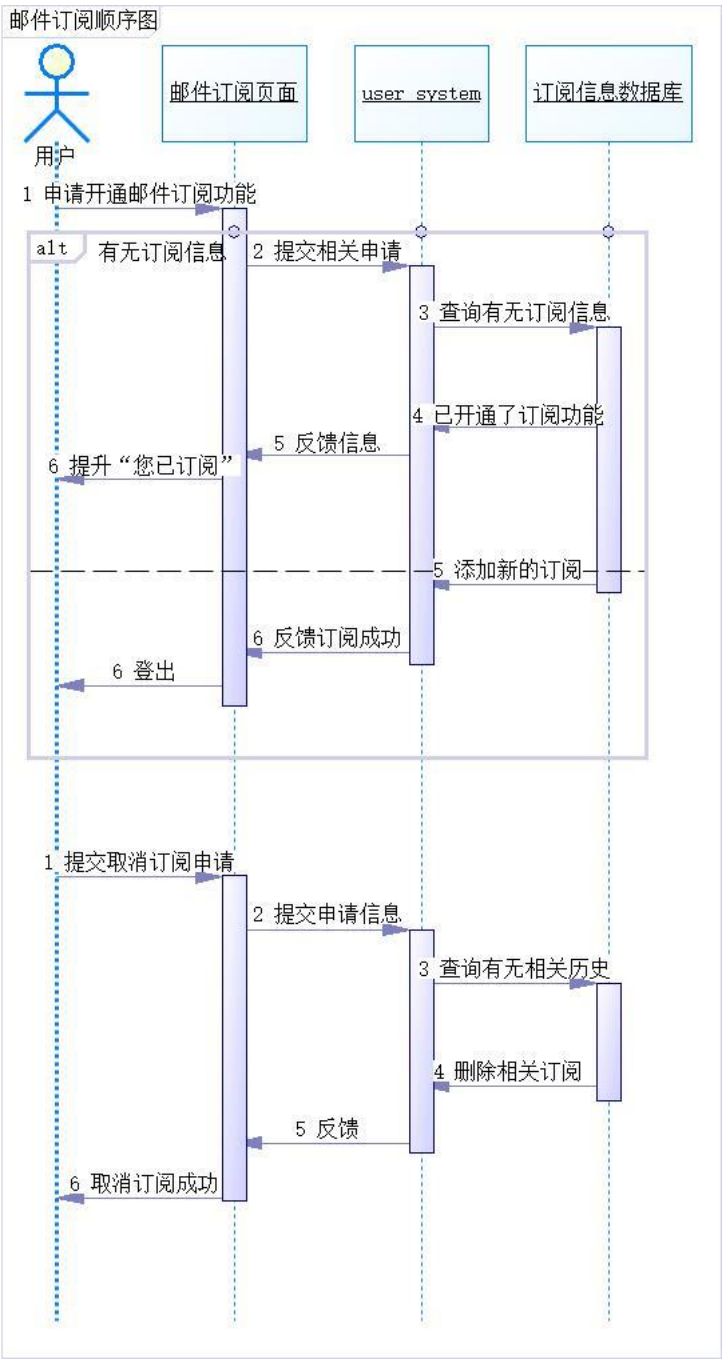 邮件订阅顺序图
邮件订阅页面
user system
订阅信息数据库
用户
1 申请开通邮件订阅功能
alt
有无订阅信息
2 提交相关申请
3 查询有无订阅信息
4 已开通了订阅功能
5 反馈信息
6 提升“您已订阅”
5 添加新的订阅
6 反馈订阅成功
6 登出
1 提交取消订阅申请
2 提交申请信息
3 查询有无相关历史
4 删除相关订阅
5 反馈
6 取消订阅成功